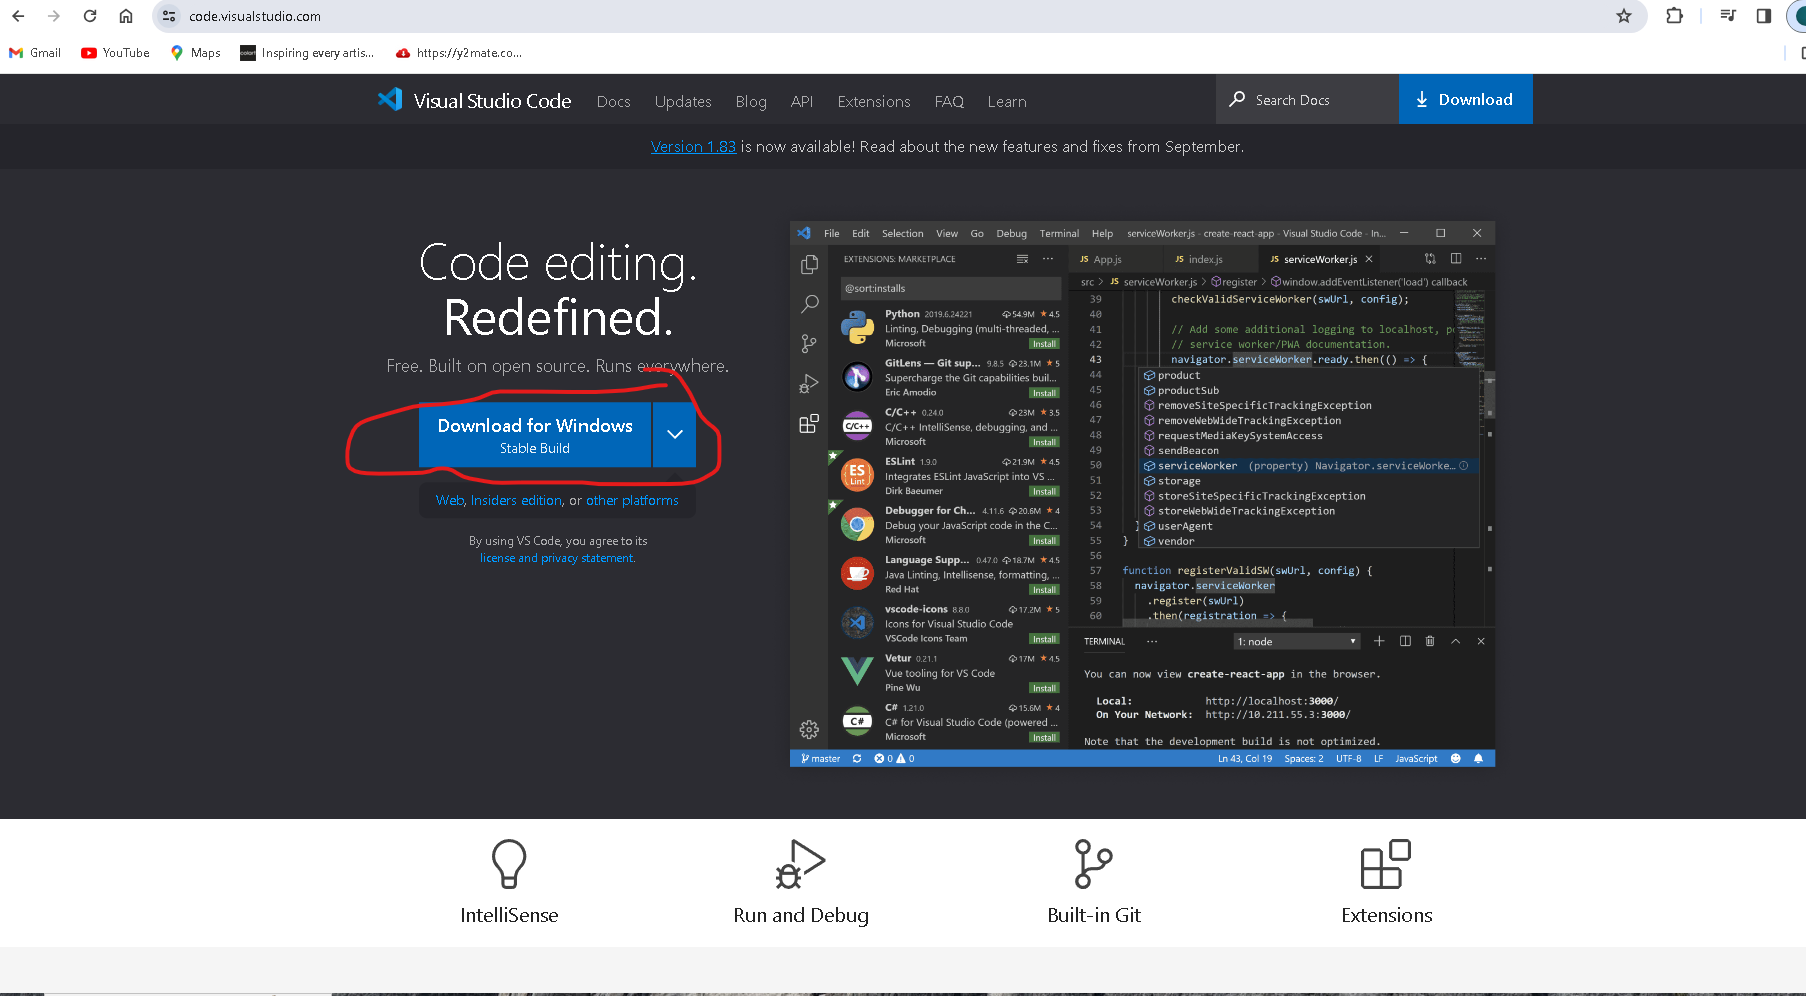 code.visualstudio.com
Gmail YouTube Maps Inspiring every artis... https://y2mate.co...
Visual Studio Code Docs Updates Blog API Extensions FAQ Learn Search Docs Download
Version 1.83 is now available! Read about the new features and fixes from September.
Code editing.
Redefined.
Free. Built on open source. Runs everywhere.
Download for Windows
Stable Build
Web, Insiders edition, or other platforms
By using VS Code, you agree to its
license and privacy statement.
File Edit Selection View Go Debug Terminal Help serviceWorker.js - create-react-app - Visual Studio Code - In...
EXTENSIONS: MARKETPLACE
@sort:installs
Python 2019.6.24221 54.9M ★ 4.5
Linting, Debugging (multi-threaded, ...
Microsoft Install
GitLens — Git sup... 9.8.5 23.1M ★ 5
Supercharge the Git capabilities buil...
Eric Amodio Install
C/C++
C/C++ 0.24.0 23M ★ 3.5
C/C++ IntelliSense, debugging, and ...
Microsoft Install
ES
Lint
ESLint 1.9.0 21.9M ★ 4.5
Integrates ESLint JavaScript into VS ...
Dirk Baeumer Install
Debugger for Ch... 4.11.6 20.6M ★ 4
Debug your JavaScript code in the C...
Microsoft Install
Language Supp... 0.47.0 18.7M ★ 4.5
Java Linting, Intellisense, formatting, ...
Red Hat Install
vscode-icons 8.8.0 17.2M ★ 5
Icons for Visual Studio Code
VSCode Icons Team Install
Vetur 0.21.1 17M ★ 4.5
Vue tooling for VS Code
Pine Wu Install
C#
C# 1.21.0 15.6M ★ 4
C# for Visual Studio Code (powered ...
Microsoft Install
JS App.js JS index.js JS serviceWorker.js
src > JS serviceWorker.js > register > window.addEventListener('load') callback
39 checkValidServiceWorker(swUrl, config);
40
41 // Add some additional logging to localhost, p
42 // service worker/PWA documentation.
43 navigator.serviceWorker.ready.then(() => {
44 product
45 productSub
46 removeSiteSpecificTrackingException
47 removeWebWideTrackingException
48 requestMediaKeySystemAccess
49 sendBeacon
50 serviceWorker (property) Navigator.serviceWorke...
51 storage
52 storeSiteSpecificTrackingException
53 storeWebWideTrackingException
54 } userAgent
55 } vendor
56
57 function registerValidSW(swUrl, config) {
58 navigator.serviceWorker
59 .register(swUrl)
60 .then(registration => {
TERMINAL ... 1: node
You can now view create-react-app in the browser.
Local: http://localhost:3000/
On Your Network: http://10.211.55.3:3000/
Note that the development build is not optimized.
master 0 0 Ln 43, Col 19 Spaces: 2 UTF-8 LF JavaScript
IntelliSense Run and Debug Built-in Git Extensions